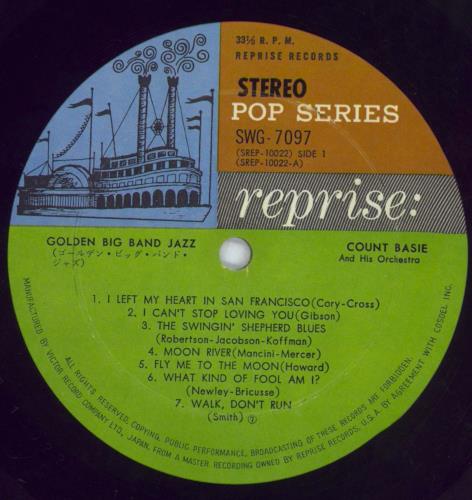 33⅓ R. P. M.
REPRISE RECORDS
STEREO
POP SERIES
SWG-7097
(SREP-10022) SIDE 1
(SREP-10022-A)
reprise:
GOLDEN BIG BAND JAZZ
(ゴールデン・ビッグ・バンド・
ジャズ)
COUNT BASIE
And His Orchestra
1. I LEFT MY HEART IN SAN FRANCISCO(Cory-Cross)
2. I CAN'T STOP LOVING YOU(Gibson)
3. THE SWINGIN' SHEPHERD BLUES
(Robertson-Jacobson-Koffman)
4. MOON RIVER(Mancini-Mercer)
5. FLY ME TO THE MOON(Howard)
6. WHAT KIND OF FOOL AM I?
(Newley-Bricusse)
7. WALK, DON'T RUN
(Smith) ⑦
MANUFACTURED BY VICTOR RECORD COMPANY LTD., JAPAN, FROM A MASTER RECORDING OWNED BY REPRISE RECORDS, U.S.A. BY AGREEMENT WITH COSDEL INC.
ALL RIGHTS RESERVED, COPYING, PUBLIC PERFORMANCE, BROADCASTING OF THESE RECORDS ARE FORBIDDEN.